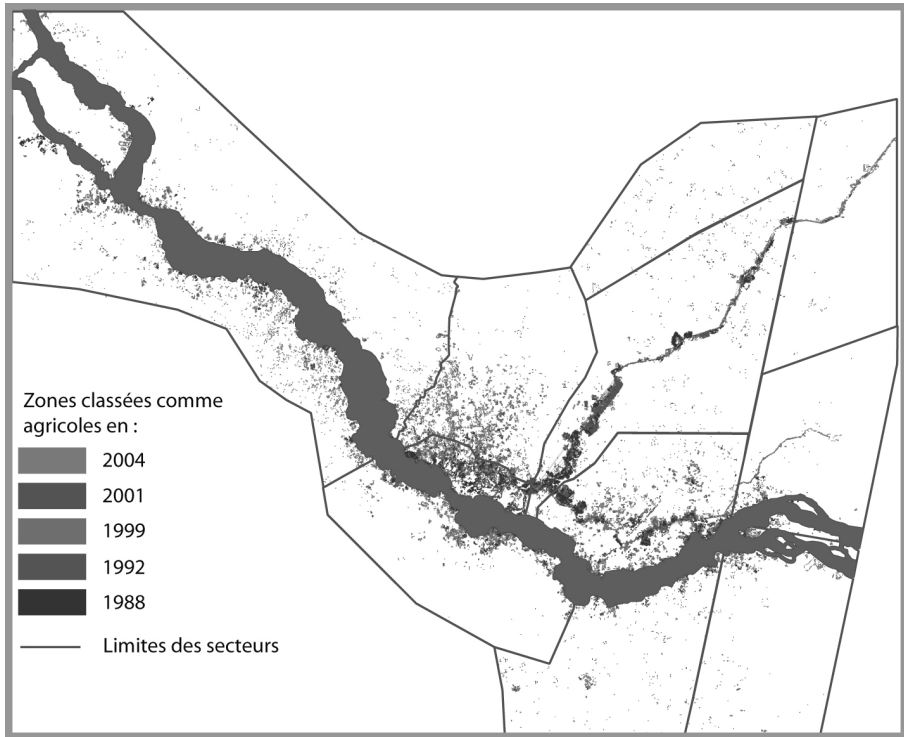 Zones classées comme
agricoles en :
2004
2001
1999
1992
1988
Limites des secteurs